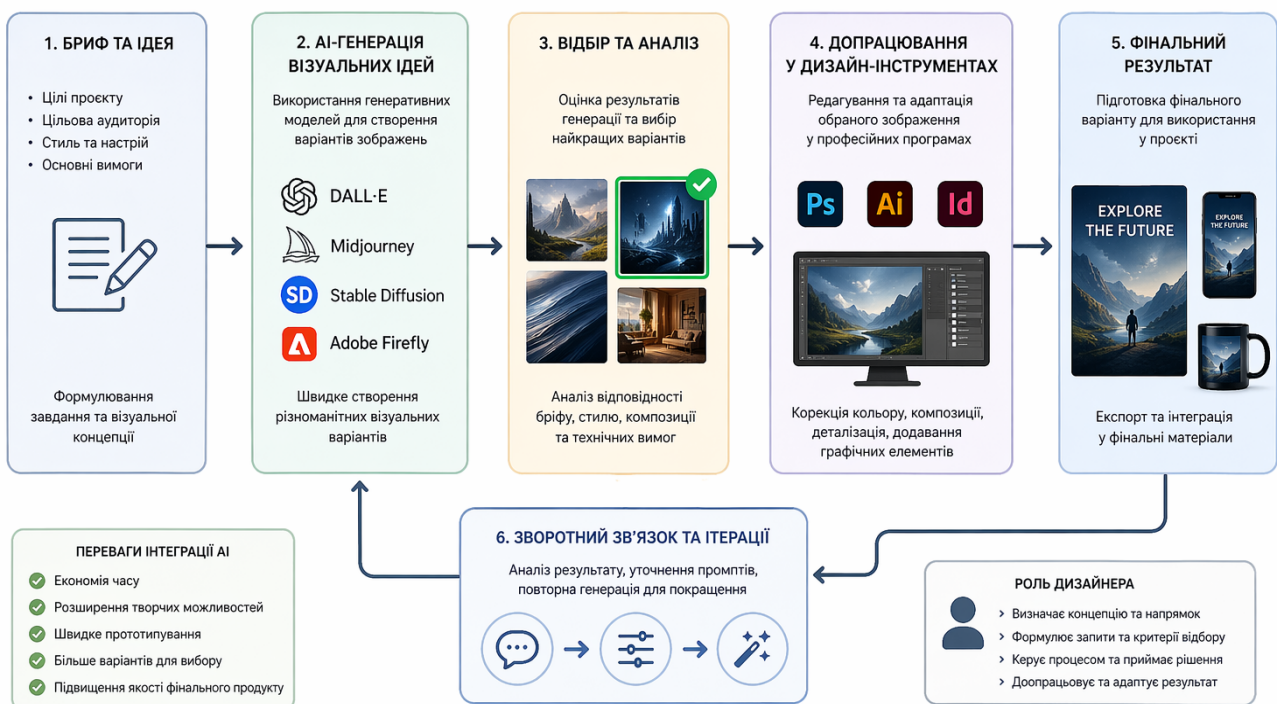 1. БРИФ ТА ІДЕЯ
• Цілі проєкту
• Цільова аудиторія
• Стиль та настрій
• Основні вимоги
Формулювання
завдання та візуальної
концепції
2. АІ-ГЕНЕРАЦІЯ
ВІЗУАЛЬНИХ ІДЕЙ
Використання генеративних
моделей для створення
варіантів зображень
DALL·E
Midjourney
SD Stable Diffusion
Adobe Firefly
Швидке створення
різноманітних візуальних
варіантів
3. ВІДБІР ТА АНАЛІЗ
Оцінка результатів
генерації та вибір
найкращих варіантів
Аналіз відповідності
бріфу, стилю, композиції
та технічних вимог
4. ДОПРАЦЮВАННЯ
У ДИЗАЙН-ІНСТРУМЕНТАХ
Редагування та адаптація
обраного зображення
у професійних програмах
Ps Ai Id
Корекція кольору, композиції,
деталізація, додавання
графічних елементів
5. ФІНАЛЬНИЙ
РЕЗУЛЬТАТ
Підготовка фінального
варіанту для використання
у проєкті
EXPLORE
THE FUTURE
EXPLORE
THE FUTURE
Експорт та інтеграція
у фінальні матеріали
6. ЗВОРОТНИЙ ЗВ'ЯЗОК ТА ІТЕРАЦІЇ
Аналіз результату, уточнення промптів,
повторна генерація для покращення
ПЕРЕВАГИ ІНТЕГРАЦІЇ АІ
Економія часу
Розширення творчих можливостей
Швидке прототипування
Більше варіантів для вибору
Підвищення якості фінального продукту
РОЛЬ ДИЗАЙНЕРА
› Визначає концепцію та напрямок
› Формулює запити та критерії відбору
› Керує процесом та приймає рішення
› Доопрацьовує та адаптує результат